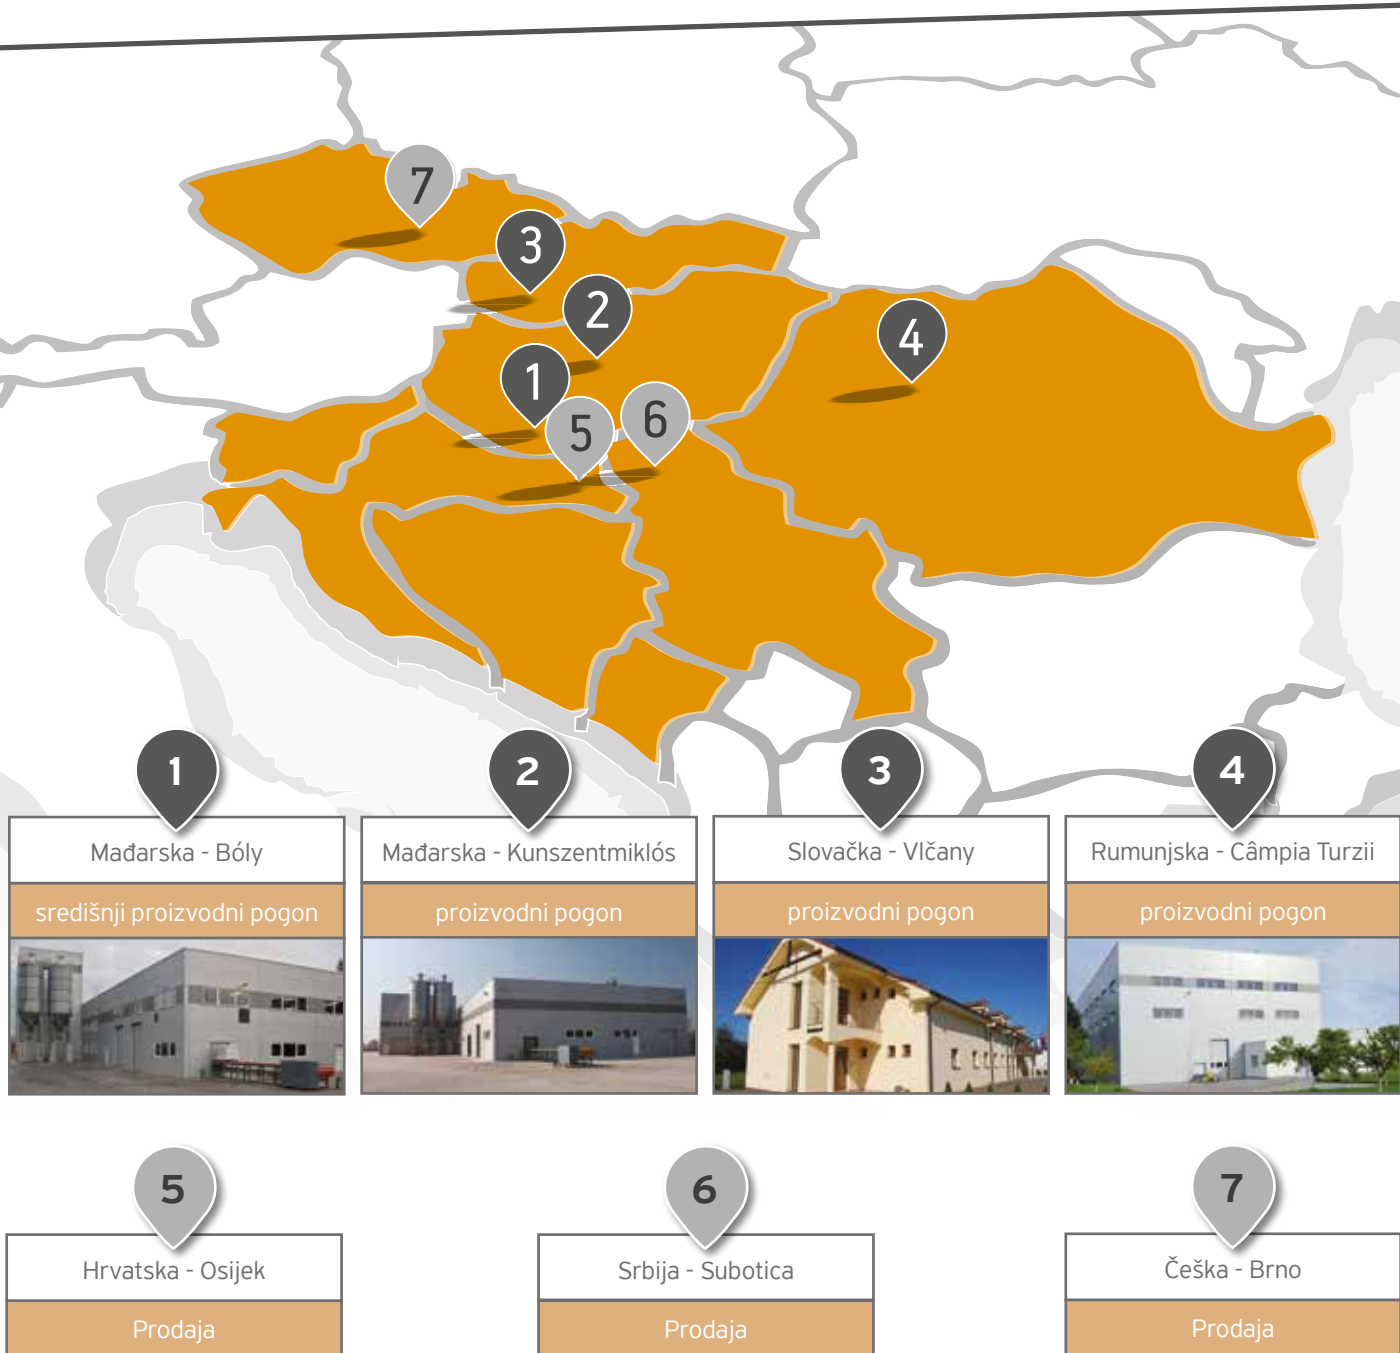 7
3
2
4
1
5
6
1
2
3
4
Mađarska - Bóly
Mađarska - Kunszentmiklós
Slovačka - Vlčany
Rumunjska - Câmpia Turzii
središnji proizvodni pogon
proizvodni pogon
proizvodni pogon
proizvodni pogon
5
6
7
Hrvatska - Osijek
Srbija - Subotica
Češka - Brno
Prodaja
Prodaja
Prodaja